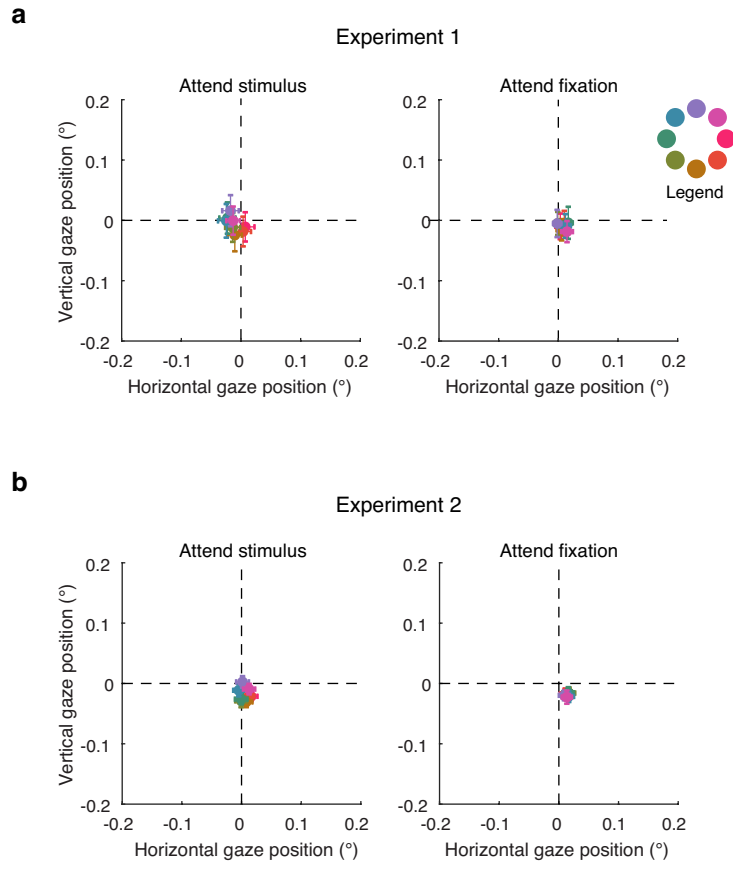 a
Experiment 1
Attend stimulus
Attend fixation
Legend
Vertical gaze position (°)
0.2
0.1
0
-0.1
-0.2
-0.2 -0.1 0 0.1 0.2
Horizontal gaze position (°)
0.2
0.1
0
-0.1
-0.2
-0.2 -0.1 0 0.1 0.2
Horizontal gaze position (°)
b
Experiment 2
Attend stimulus
Attend fixation
Vertical gaze position (°)
0.2
0.1
0
-0.1
-0.2
-0.2 -0.1 0 0.1 0.2
Horizontal gaze position (°)
0.2
0.1
0
-0.1
-0.2
-0.2 -0.1 0 0.1 0.2
Horizontal gaze position (°)